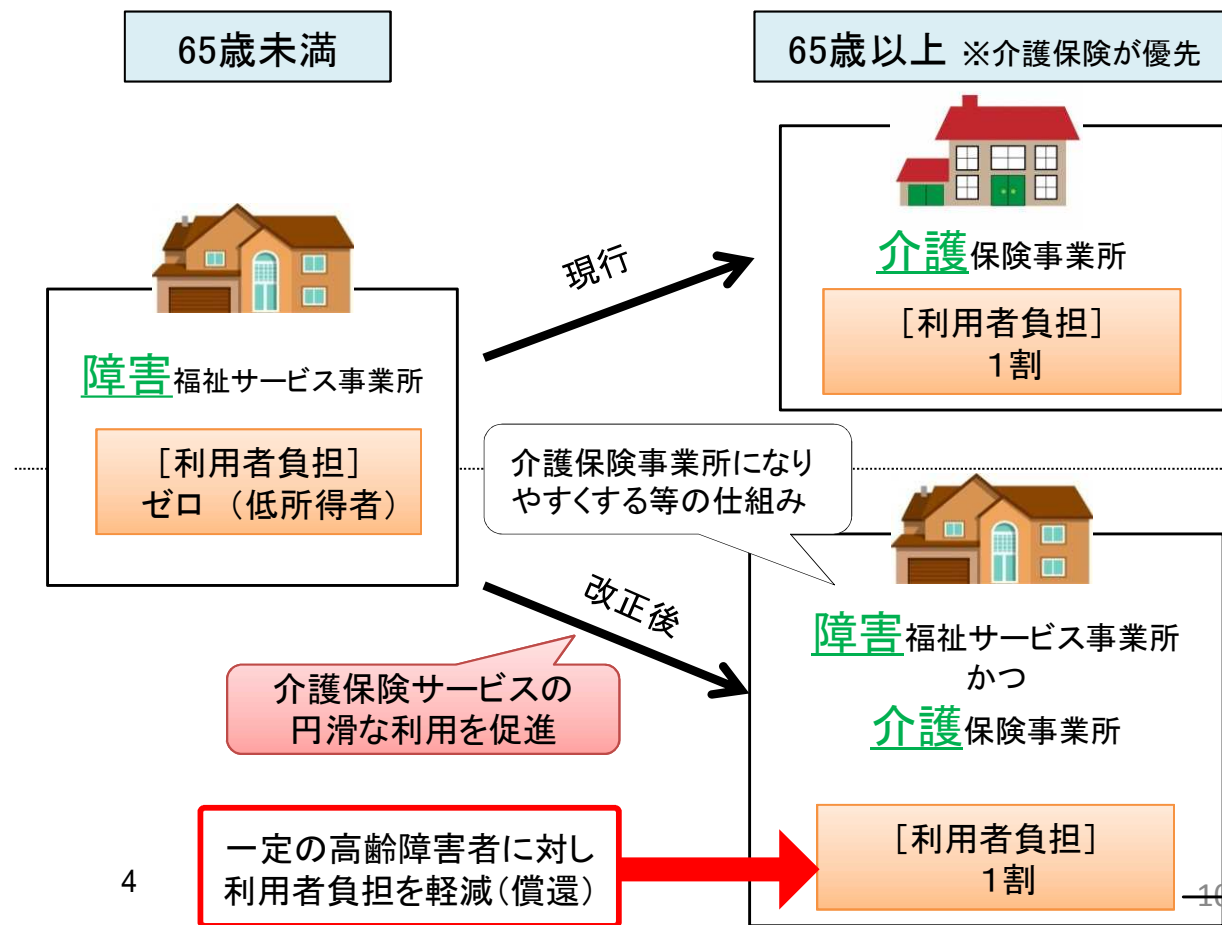 65歳未満
65歳以上 ※介護保険が優先
現行
介護保険事業所
[利用者負担]
1割
障害福祉サービス事業所
[利用者負担]
ゼロ （低所得者）
介護保険事業所になり
やすくする等の仕組み
改正後
介護保険サービスの
円滑な利用を促進
障害福祉サービス事業所
かつ
介護保険事業所
一定の高齢障害者に対し
利用者負担を軽減（償還）
[利用者負担]
1割
4